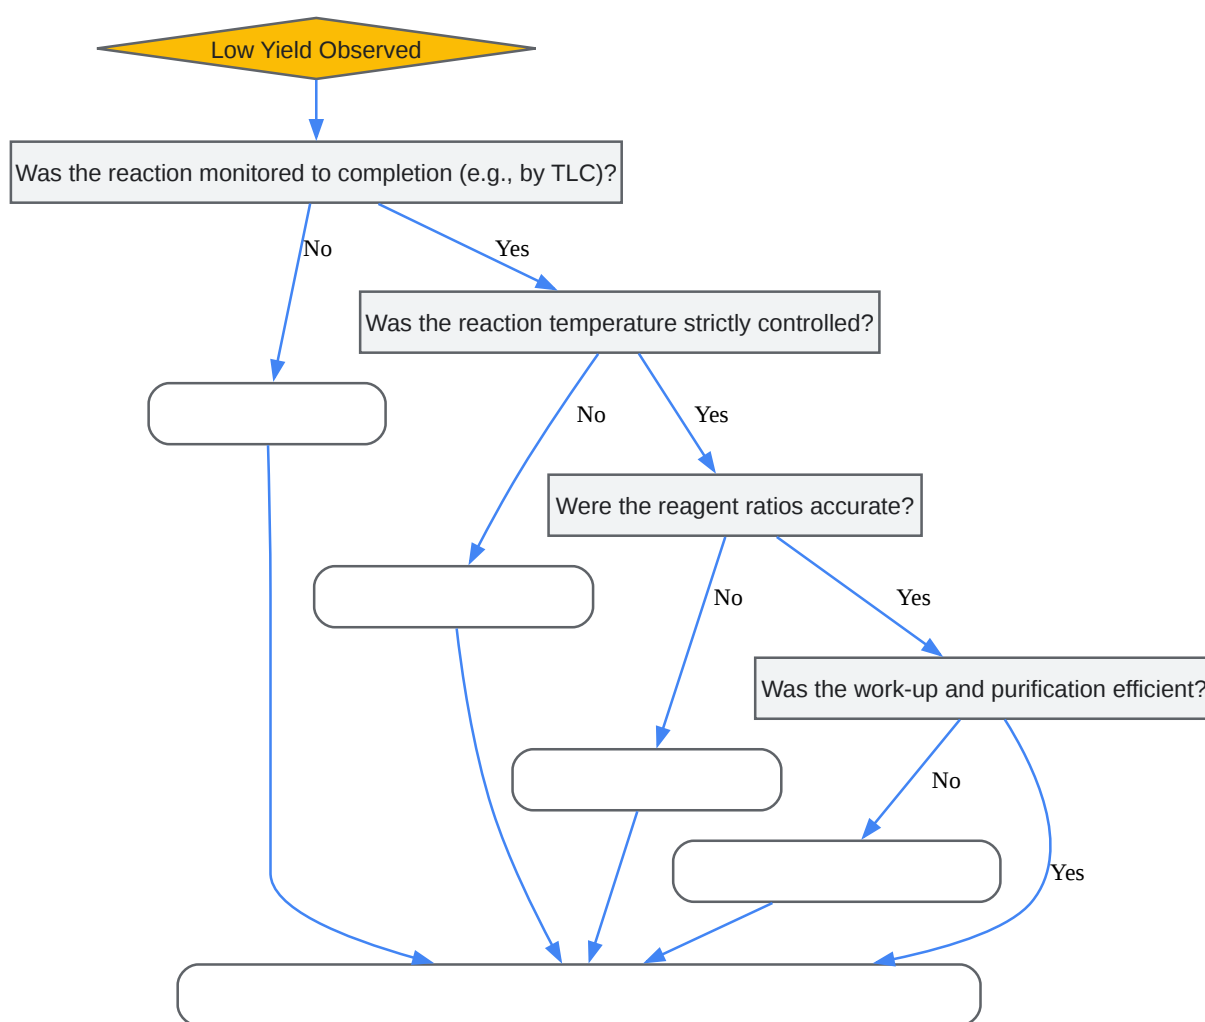 Low Yield Observed
Was the reaction monitored to completion (e.g., by TLC)?
No
Yes
Was the reaction temperature strictly controlled?
No
Yes
Were the reagent ratios accurate?
No
Yes
Was the work-up and purification efficient?
No
Yes